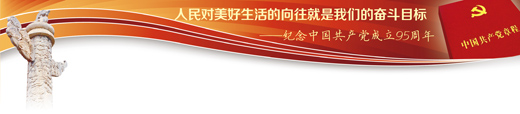 人民对美好生活的向往就是我们的奋斗目标
——纪念中国共产党成立95周年
中国共产党章程